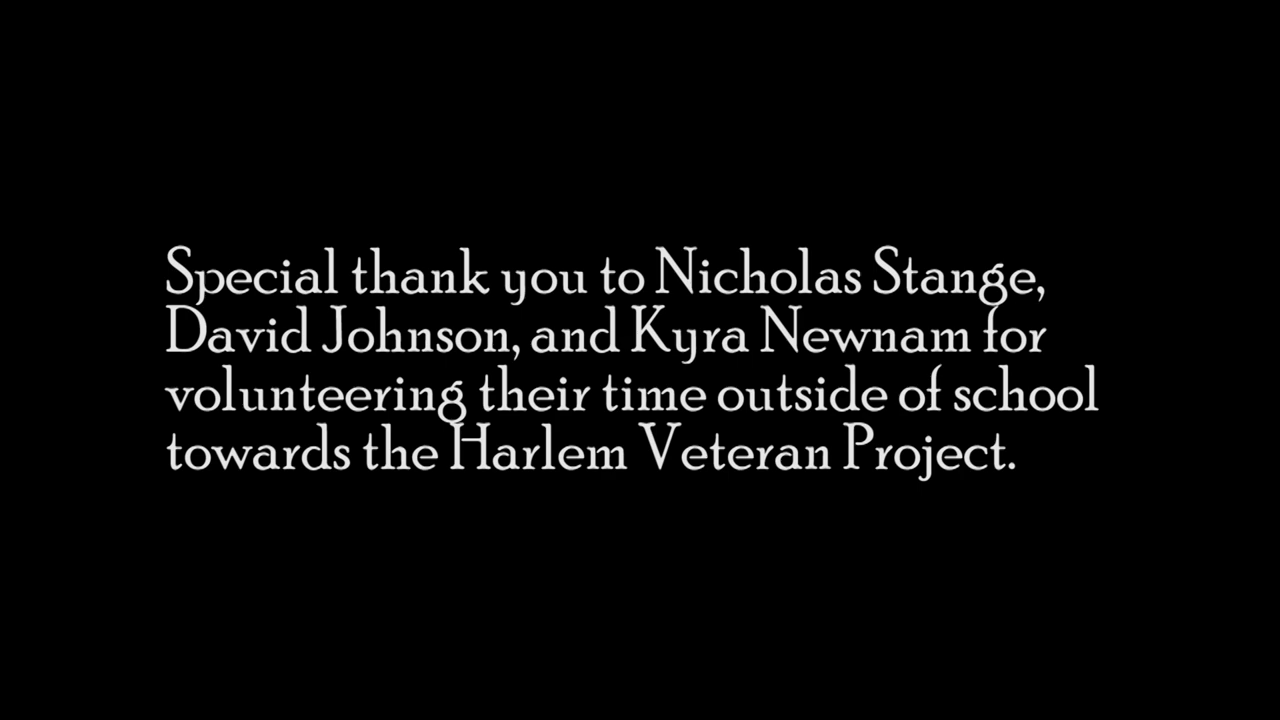 Special thank you to Nicholas Stange,
David Johnson, and Kyra Newnam for
volunteering their time outside of school
towards the Harlem Veteran Project.